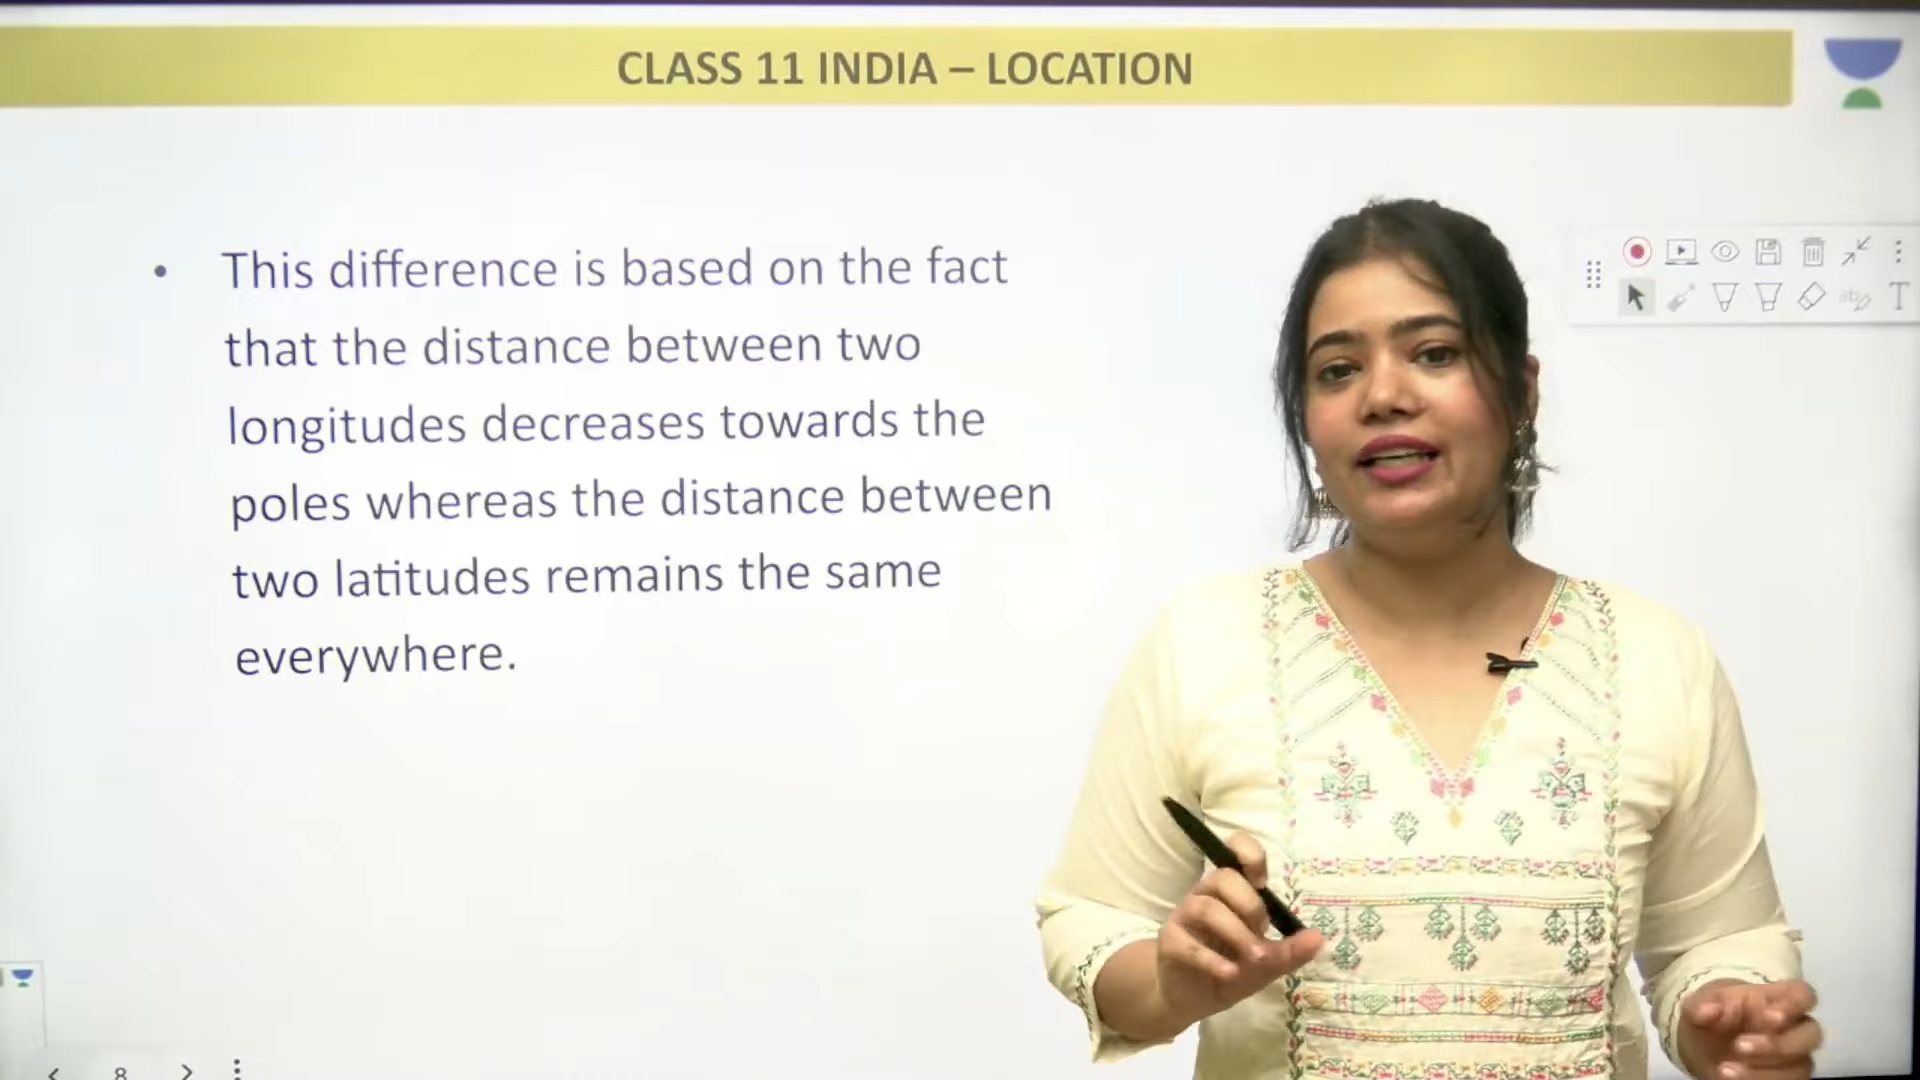 CLASS 11 INDIA – LOCATION
• This difference is based on the fact
that the distance between two
longitudes decreases towards the
poles whereas the distance between
two latitudes remains the same
everywhere.
ab
T
8